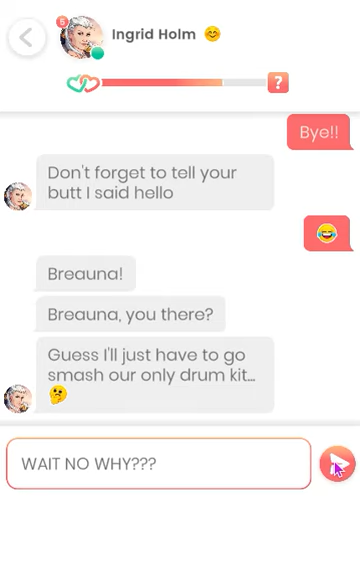 5
Ingrid Holm 😊
?
Bye!!
Don't forget to tell your
butt I said hello
😂
Breauna!
Breauna, you there?
Guess I'll just have to go
smash our only drum kit...
🤔
WAIT NO WHY???